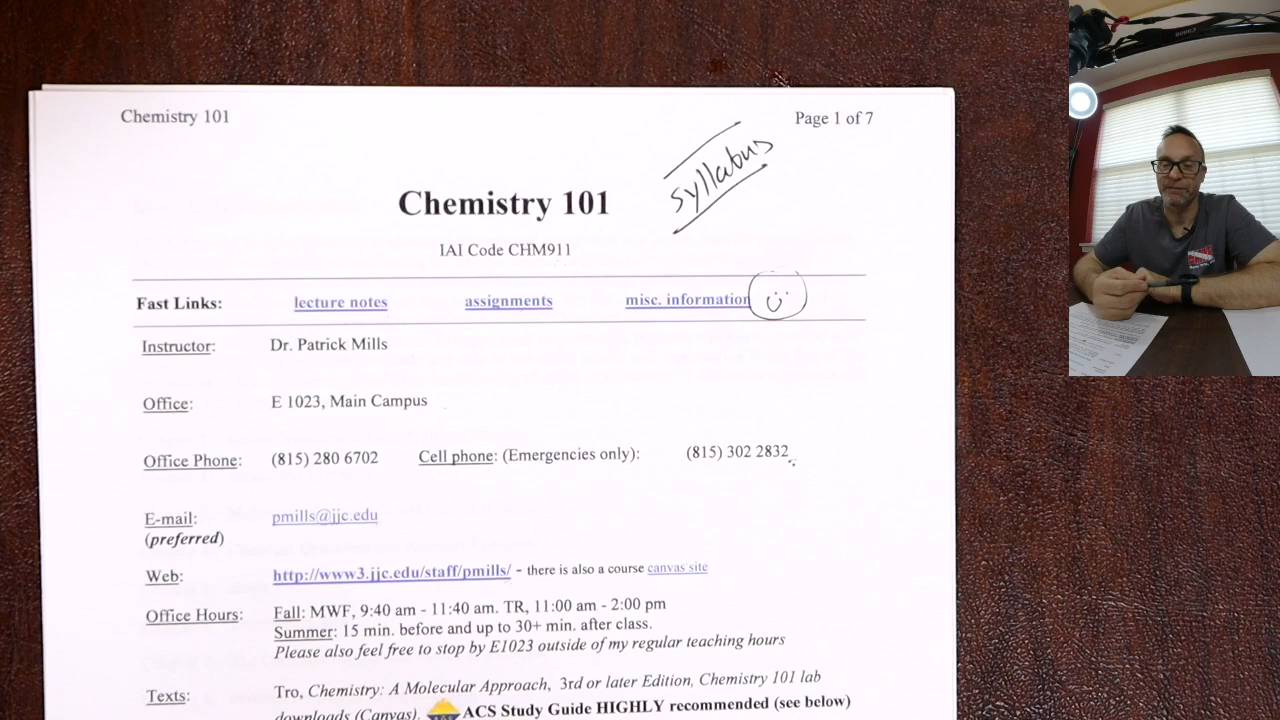 Chemistry 101 Page 1 of 7
syllabus
Chemistry 101
IAI Code CHM911
Fast Links: lecture notes assignments misc. information
Instructor: Dr. Patrick Mills
Office: E 1023, Main Campus
Office Phone: (815) 280 6702 Cell phone: (Emergencies only): (815) 302 2832
E-mail: pmills@jjc.edu
(preferred)
Web: http://www3.jjc.edu/staff/pmills/ - there is also a course canvas site
Office Hours: Fall: MWF, 9:40 am - 11:40 am. TR, 11:00 am - 2:00 pm
Summer: 15 min. before and up to 30+ min. after class.
Please also feel free to stop by E1023 outside of my regular teaching hours
Texts: Tro, Chemistry: A Molecular Approach, 3rd or later Edition, Chemistry 101 lab
downloads (Canvas). ACS Study Guide HIGHLY recommended (see below)